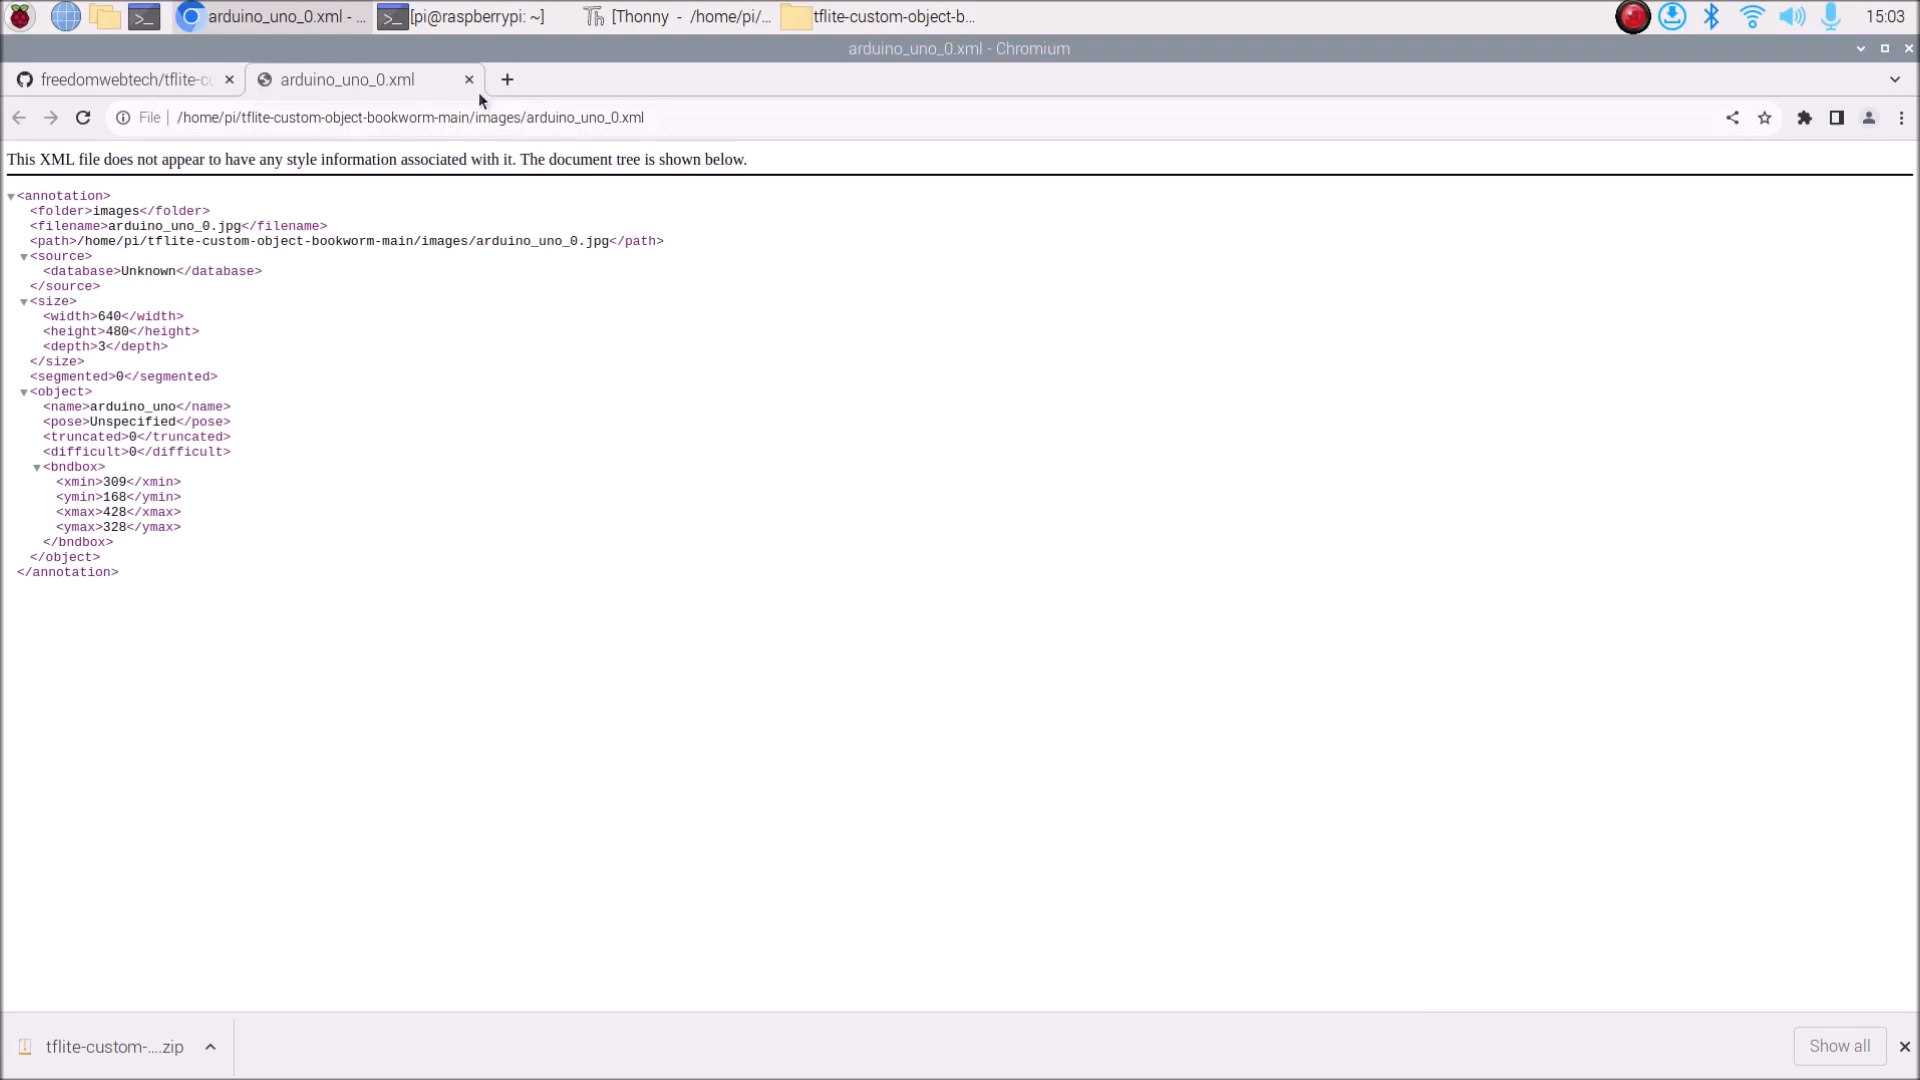 arduino_uno_0.xml - ...
[pi@raspberrypi: ~]
Th [Thonny - /home/pi/...
tflite-custom-object-b...
15:03
arduino_uno_0.xml - Chromium
freedomwebtech/tflite-cu
arduino_uno_0.xml
File | /home/pi/tflite-custom-object-bookworm-main/images/arduino_uno_0.xml
This XML file does not appear to have any style information associated with it. The document tree is shown below.
▼<annotation>
<folder>images</folder>
<filename>arduino_uno_0.jpg</filename>
<path>/home/pi/tflite-custom-object-bookworm-main/images/arduino_uno_0.jpg</path>
▼<source>
<database>Unknown</database>
</source>
▼<size>
<width>640</width>
<height>480</height>
<depth>3</depth>
</size>
<segmented>0</segmented>
▼<object>
<name>arduino_uno</name>
<pose>Unspecified</pose>
<truncated>0</truncated>
<difficult>0</difficult>
▼<bndbox>
<xmin>309</xmin>
<ymin>168</ymin>
<xmax>428</xmax>
<ymax>328</ymax>
</bndbox>
</object>
</annotation>
tflite-custom-....zip
Show all